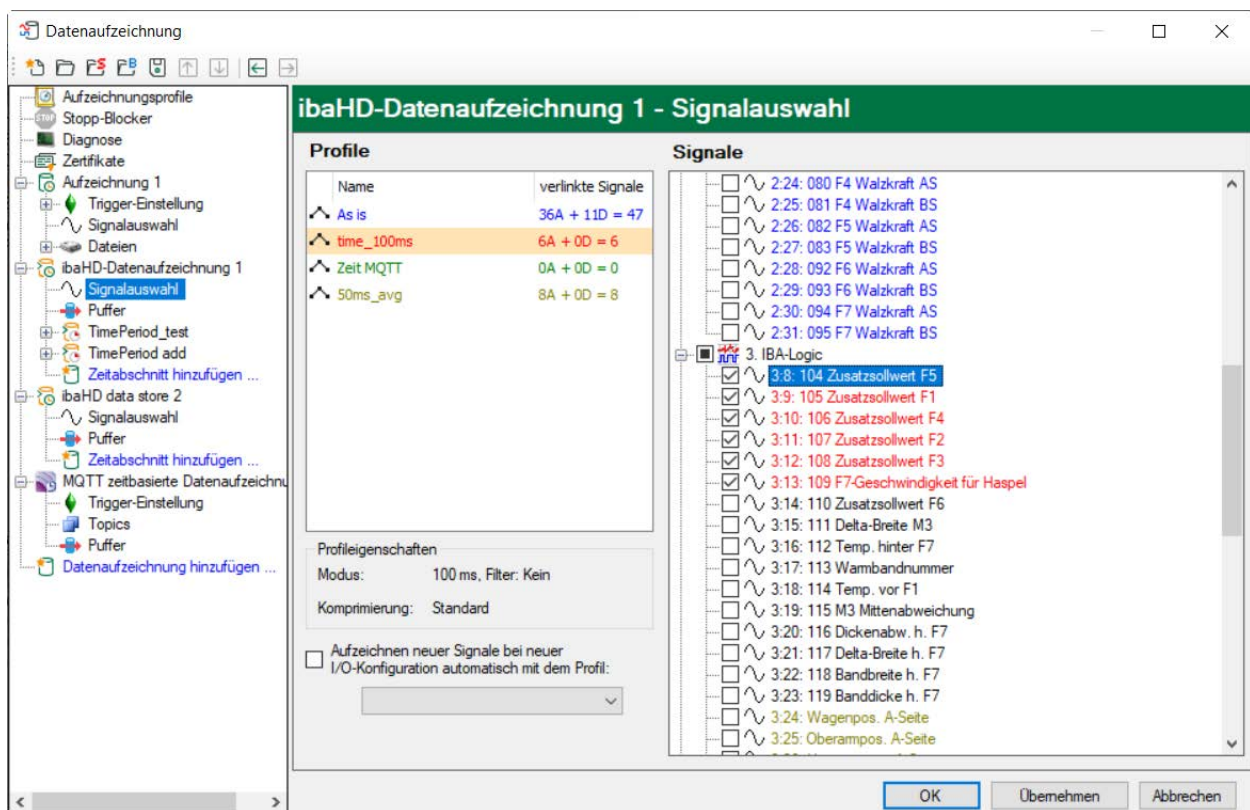 Datenaufzeichnung
Aufzeichnungsprofile
STOP
Stopp-Blocker
Diagnose
Zertifikate
Aufzeichnung 1
Trigger-Einstellung
Signalauswahl
Dateien
ibaHD-Datenaufzeichnung 1
Signalauswahl
Puffer
TimePeriod_test
TimePeriod add
Zeitabschnitt hinzufügen ...
ibaHD data store 2
Signalauswahl
Puffer
Zeitabschnitt hinzufügen ...
MQTT zeitbasierte Datenaufzeichnu
Trigger-Einstellung
Topics
Puffer
Datenaufzeichnung hinzufügen ...
ibaHD-Datenaufzeichnung 1 - Signalauswahl
Profile
Name verlinkte Signale
As is 36A + 11D = 47
time_100ms 6A + 0D = 6
Zeit MQTT 0A + 0D = 0
50ms_avg 8A + 0D = 8
Profileigenschaften
Modus: 100 ms, Filter: Kein
Komprimierung: Standard
Aufzeichnen neuer Signale bei neuer
I/O-Konfiguration automatisch mit dem Profil:
Signale
2:24: 080 F4 Walzkraft AS
2:25: 081 F4 Walzkraft BS
2:26: 082 F5 Walzkraft AS
2:27: 083 F5 Walzkraft BS
2:28: 092 F6 Walzkraft AS
2:29: 093 F6 Walzkraft BS
2:30: 094 F7 Walzkraft AS
2:31: 095 F7 Walzkraft BS
3. IBA-Logic
3:8: 104 Zusatzsollwert F5
3:9: 105 Zusatzsollwert F1
3:10: 106 Zusatzsollwert F4
3:11: 107 Zusatzsollwert F2
3:12: 108 Zusatzsollwert F3
3:13: 109 F7-Geschwindigkeit für Haspel
3:14: 110 Zusatzsollwert F6
3:15: 111 Delta-Breite M3
3:16: 112 Temp. hinter F7
3:17: 113 Warmbandnummer
3:18: 114 Temp. vor F1
3:19: 115 M3 Mittenabweichung
3:20: 116 Dickenabw. h. F7
3:21: 117 Delta-Breite h. F7
3:22: 118 Bandbreite h. F7
3:23: 119 Banddicke h. F7
3:24: Wagenpos. A-Seite
3:25: Oberarmpos. A-Seite
OK Übernehmen Abbrechen